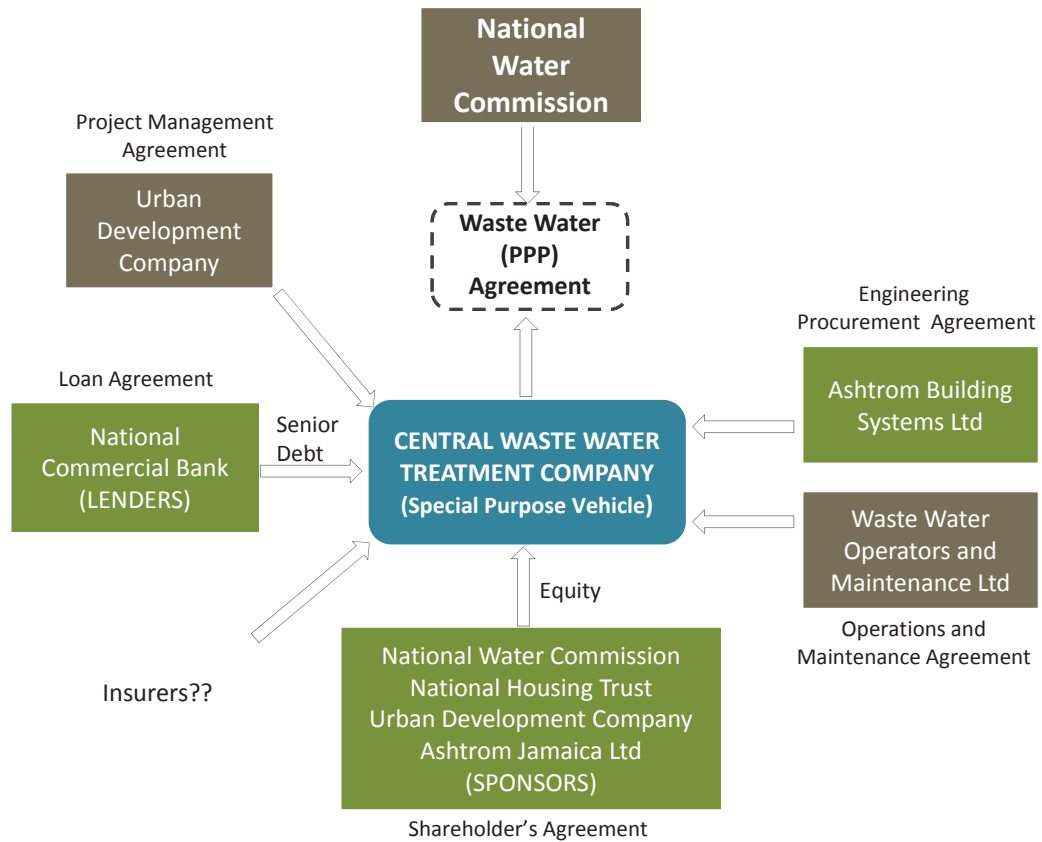 National
Water
Commission
Project Management
Agreement
Urban
Development
Company
Waste Water
(PPP)
Agreement
Engineering
Procurement Agreement
Ashtrom Building
Systems Ltd
Loan Agreement
National
Commercial Bank
(LENDERS)
Senior
Debt
CENTRAL WASTE WATER
TREATMENT COMPANY
(Special Purpose Vehicle)
Waste Water
Operators and
Maintenance Ltd
Operations and
Maintenance Agreement
Equity
Insurers??
National Water Commission
National Housing Trust
Urban Development Company
Ashtrom Jamaica Ltd
(SPONSORS)
Shareholder’s Agreement